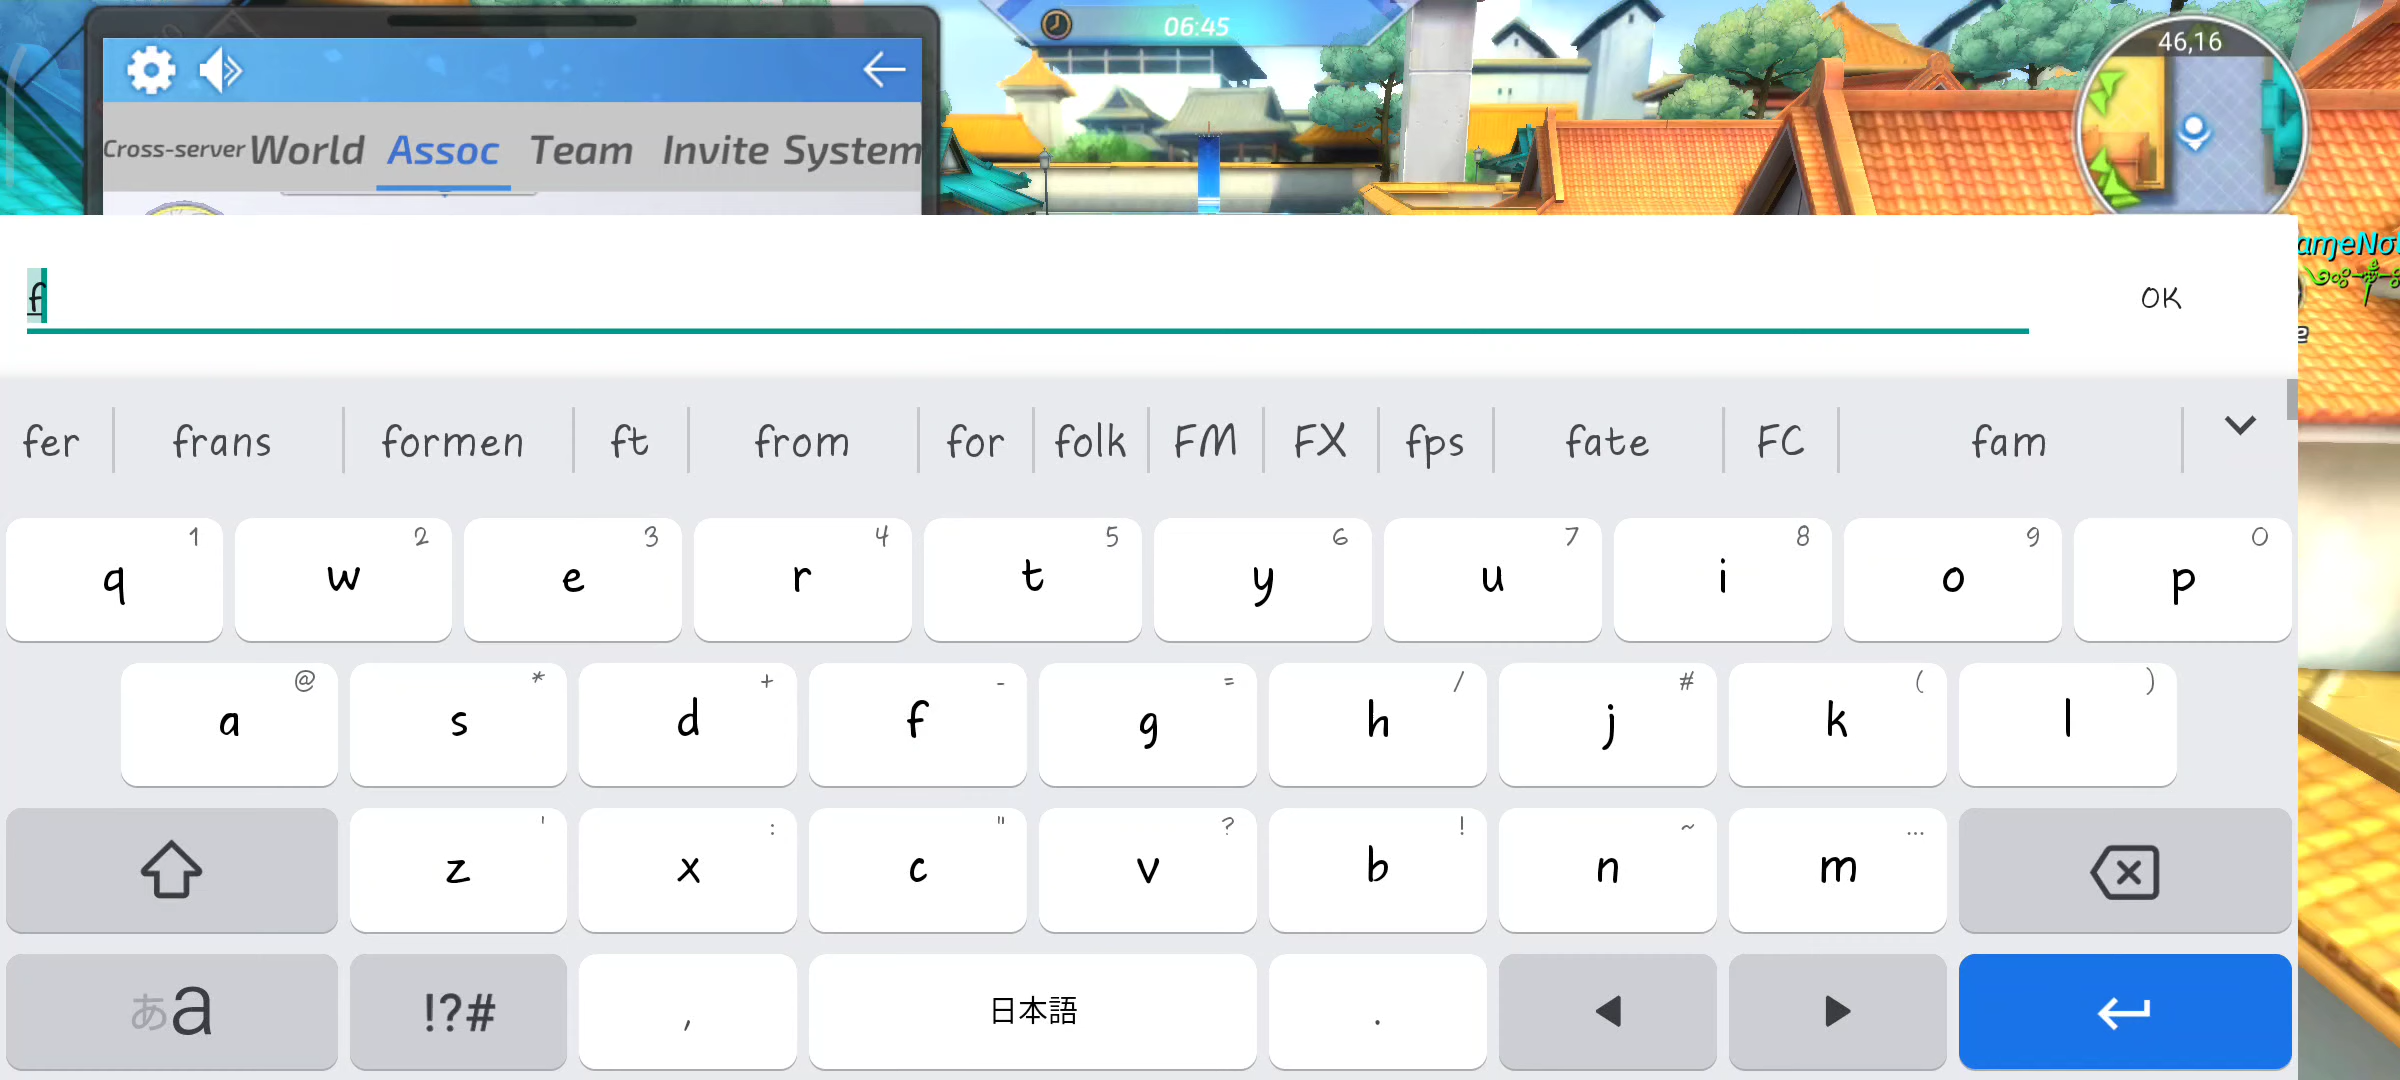 06:45
46,16
Cross-server World Assoc Team Invite System
f
OK
fer frans formen ft from for folk FM FX fps fate FC fam
1 2 3 4 5 6 7 8 9 0
q w e r t y u i o p
@ * + - = / # ( )
a s d f g h j k l
' : " ? ! ~ …
z x c v b n m
あa !?# , 日本語 .